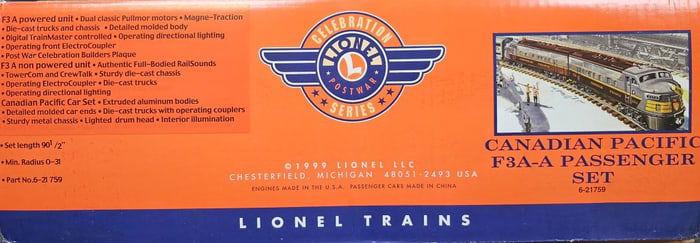 F3 A powered unit • Dual classic Pullmor motors • Magne-Traction
• Die-cast trucks and chassis • Detailed molded body
• Digital TrainMaster controlled • Operating directional lighting
Operating front ElectroCoupler
• Post War Celebration Builders Plaque
F3 A non powered unit • Authentic Full-Bodied RailSounds
• TowerCom and CrewTalk • Sturdy die-cast chassis
• Operating ElectroCoupler • Die-cast trucks
• Operating directional lighting
Canadian Pacific Car Set • Extruded aluminum bodies
• Detailed molded car ends • Die-cast trucks with operating couplers
• Sturdy metal chassis • Lighted drum head • Interior illumination
• Set length 90 1/2"
• Min. Radius 0-31
• Part No.6-21759
CELEBRATION
LIONEL
L
POSTWAR
SERIES
©1999 LIONEL LLC
CHESTERFIELD, MICHIGAN 48051-2493 USA
ENGINES MADE IN THE U.S.A. PASSENGER CARS MADE IN CHINA
CANADIAN PACIFIC
F3A-A PASSENGER
SET
6-21759
LIONEL TRAINS